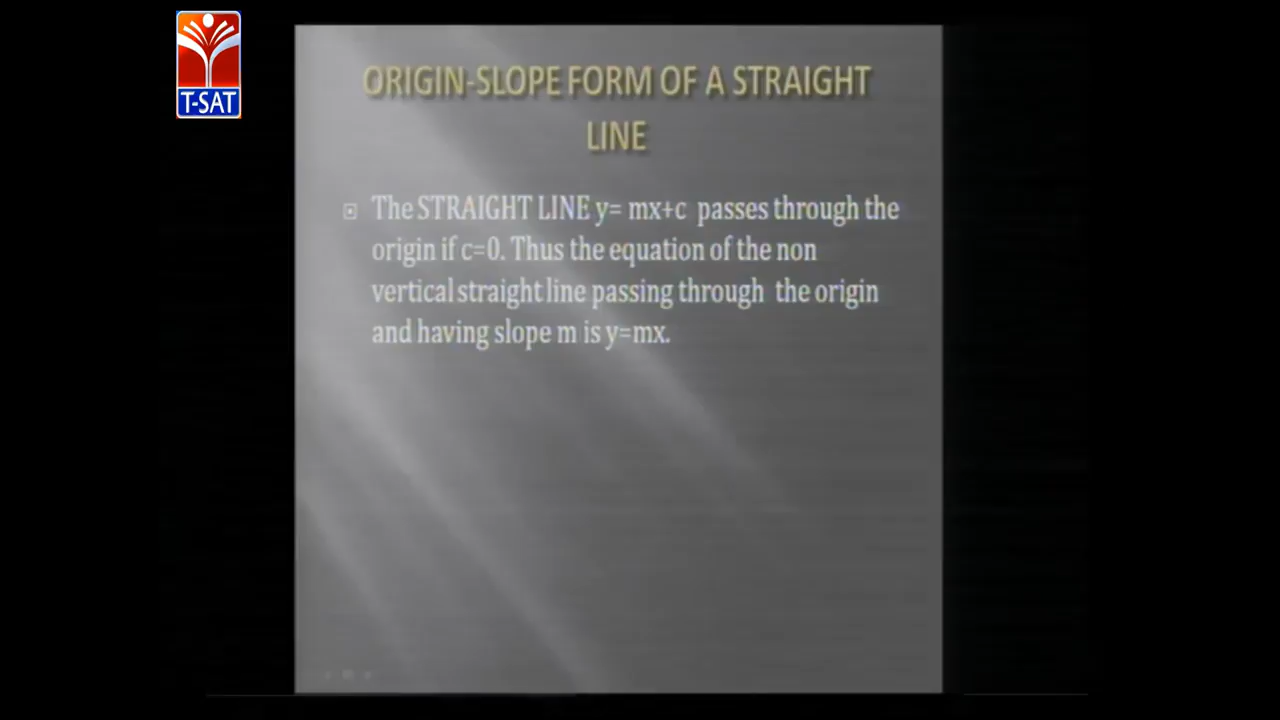 T-SAT
ORIGIN-SLOPE FORM OF A STRAIGHT
LINE
The STRAIGHT LINE y= mx+c passes through the
origin if c=0. Thus the equation of the non
vertical straight line passing through the origin
and having slope m is y=mx.